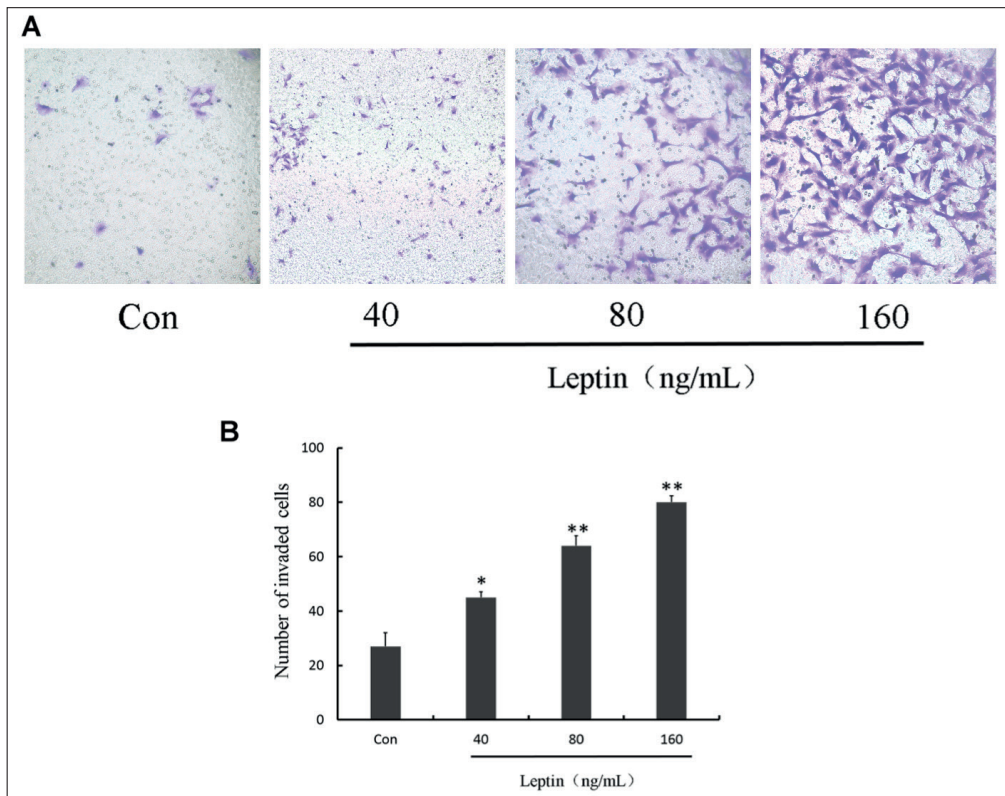 A
Con 40 80 160
Leptin（ng/mL）
B
Number of invaded cells
100
80
60
40
20
0
*
**
**
Con 40 80 160
Leptin（ng/mL）